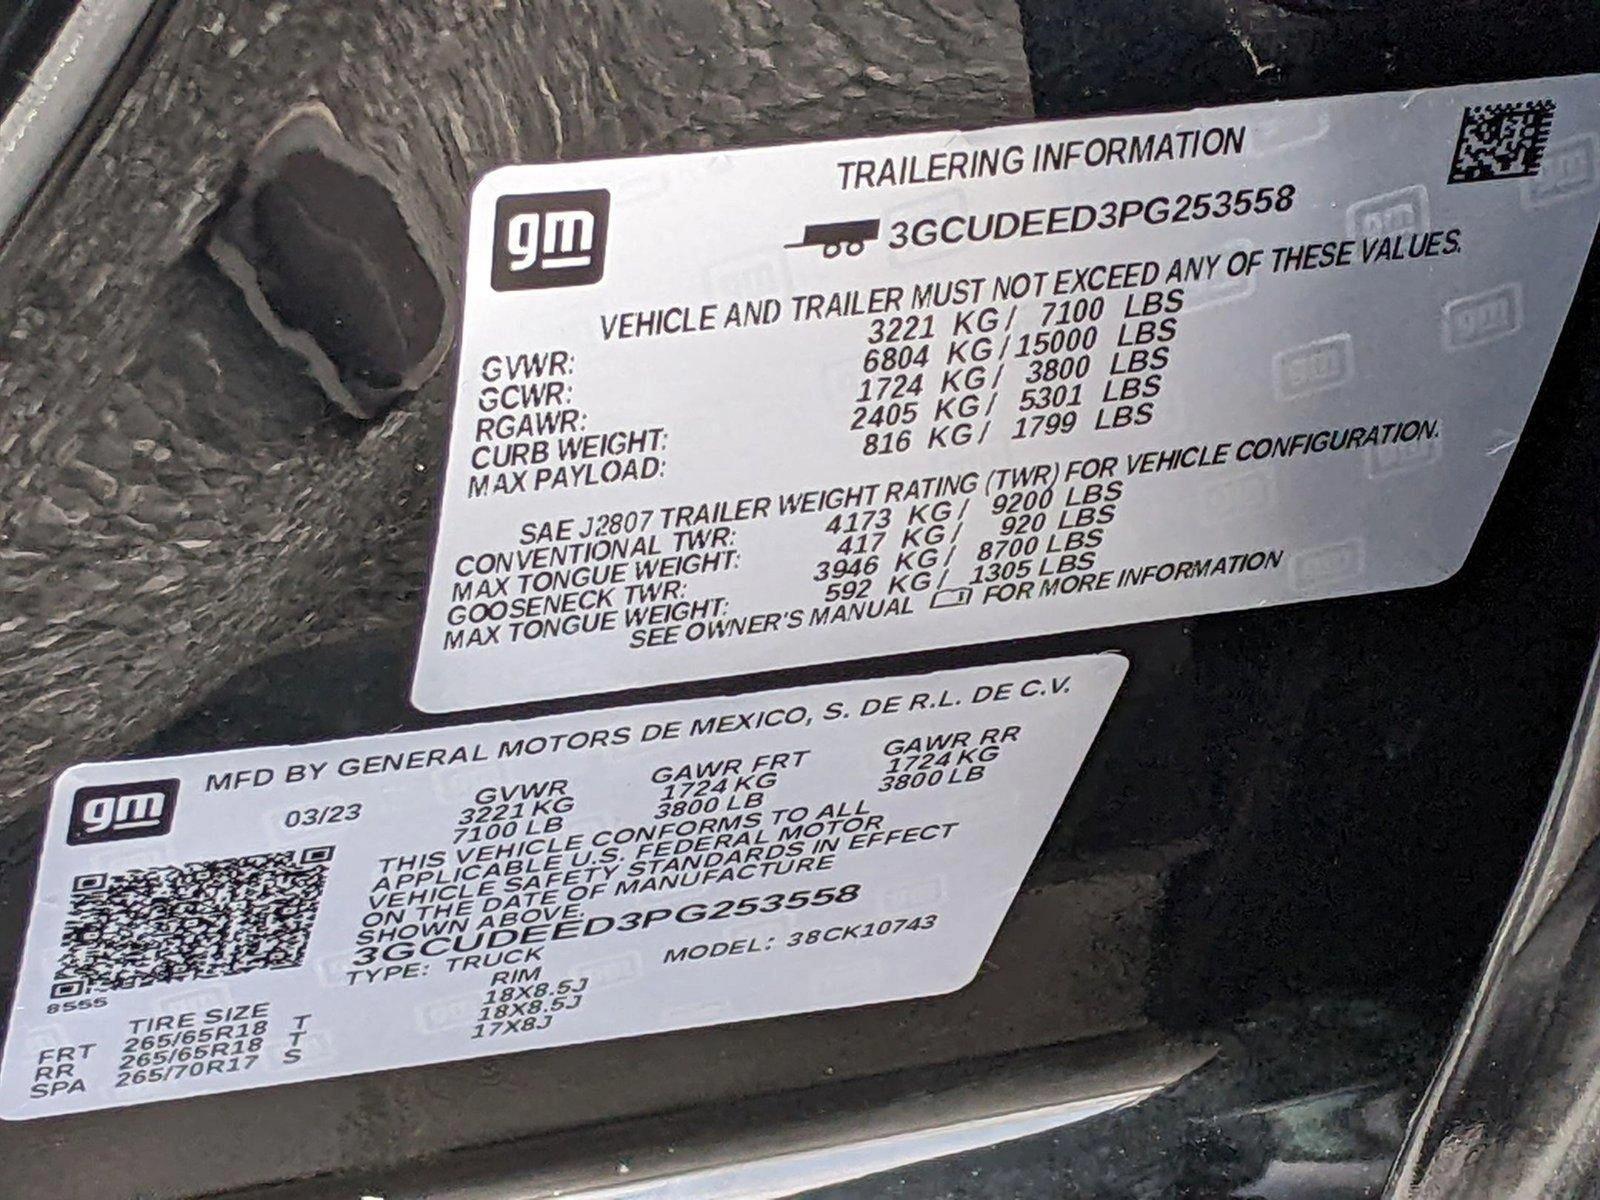 gm
TRAILERING INFORMATION
3GCUDEED3PG253558
VEHICLE AND TRAILER MUST NOT EXCEED ANY OF THESE VALUES.
GVWR: 3221 KG/ 7100 LBS
GCWR: 6804 KG/15000 LBS
RGAWR: 1724 KG/ 3800 LBS
CURB WEIGHT: 2405 KG/ 5301 LBS
MAX PAYLOAD: 816 KG/ 1799 LBS
SAE J2807 TRAILER WEIGHT RATING (TWR) FOR VEHICLE CONFIGURATION.
CONVENTIONAL TWR: 4173 KG/ 9200 LBS
MAX TONGUE WEIGHT: 417 KG/ 920 LBS
GOOSENECK TWR: 3946 KG/ 8700 LBS
MAX TONGUE WEIGHT: 592 KG/ 1305 LBS
SEE OWNER'S MANUAL FOR MORE INFORMATION
gm
MFD BY GENERAL MOTORS DE MEXICO, S. DE R.L. DE C.V.
03/23 GVWR GAWR FRT GAWR RR
3221 KG 1724 KG 1724 KG
7100 LB 3800 LB 3800 LB
THIS VEHICLE CONFORMS TO ALL
APPLICABLE U.S. FEDERAL MOTOR
VEHICLE SAFETY STANDARDS IN EFFECT
ON THE DATE OF MANUFACTURE
SHOWN ABOVE.
3GCUDEED3PG253558
TYPE: TRUCK MODEL: 38CK10743
8555
TIRE SIZE RIM
FRT 265/65R18 T 18X8.5J
RR 265/65R18 T 18X8.5J
SPA 265/70R17 S 17X8J